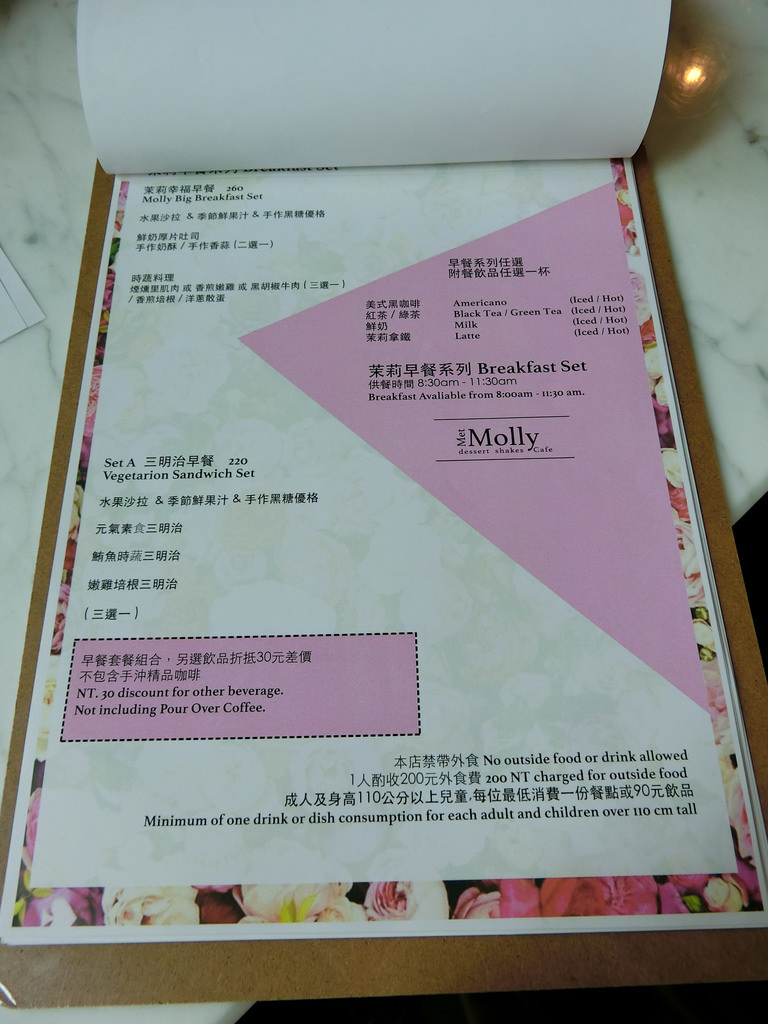 茉莉早餐系列 Breakfast Set
茉莉幸福早餐 260
Molly Big Breakfast Set
水果沙拉 & 季節鮮果汁 & 手作黑糖優格
鮮奶厚片吐司
/ 手作奶酥 / 手作香蒜 (二選一)
時蔬料理
煙燻里肌肉 或 香煎嫩雞 或 黑胡椒牛肉 (三選一)
/ 香煎培根 / 洋蔥散蛋
早餐系列任選
附餐飲品任選一杯
美式黑咖啡 Americano (Iced / Hot)
紅茶 / 綠茶 Black Tea / Green Tea (Iced / Hot)
鮮奶 Milk (Iced / Hot)
茉莉拿鐵 Latte (Iced / Hot)
茉莉早餐系列 Breakfast Set
供餐時間 8:30am - 11:30am
Breakfast Avaliable from 8:00am - 11:30 am.
Met Molly
dessert shakes Cafe
Set A 三明治早餐 220
Vegetarion Sandwich Set
水果沙拉 & 季節鮮果汁 & 手作黑糖優格
元氣素食三明治
鮪魚時蔬三明治
嫩雞培根三明治
(三選一)
早餐套餐組合，另選飲品折抵30元差價
不包含手沖精品咖啡
NT. 30 discount for other beverage.
Not including Pour Over Coffee.
本店禁帶外食 No outside food or drink allowed
1人酌收200元外食費 200 NT charged for outside food
成人及身高110公分以上兒童,每位最低消費一份餐點或90元飲品
Minimum of one drink or dish consumption for each adult and children over 110 cm tall